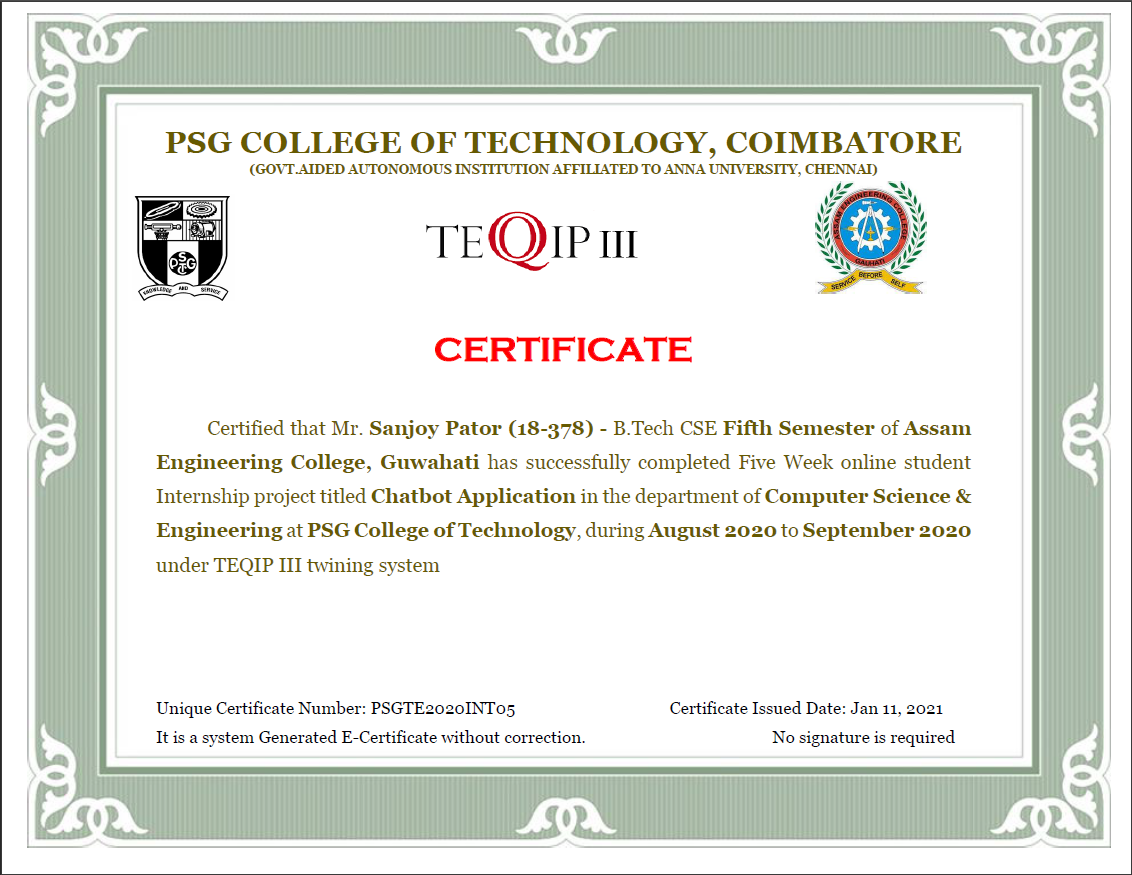 PSG COLLEGE OF TECHNOLOGY, COIMBATORE
(GOVT.AIDED AUTONOMOUS INSTITUTION AFFILIATED TO ANNA UNIVERSITY, CHENNAI)
PSG CT
KNOWLEDGE AND SERVICE
TEQIP III
ASSAM ENGINEERING COLLEGE
GAUHATI
SERVICE BEFORE SELF
CERTIFICATE
Certified that Mr. Sanjoy Pator (18-378) - B.Tech CSE Fifth Semester of Assam
Engineering College, Guwahati has successfully completed Five Week online student
Internship project titled Chatbot Application in the department of Computer Science &
Engineering at PSG College of Technology, during August 2020 to September 2020
under TEQIP III twining system
Unique Certificate Number: PSGTE2020INT05 Certificate Issued Date: Jan 11, 2021
It is a system Generated E-Certificate without correction. No signature is required